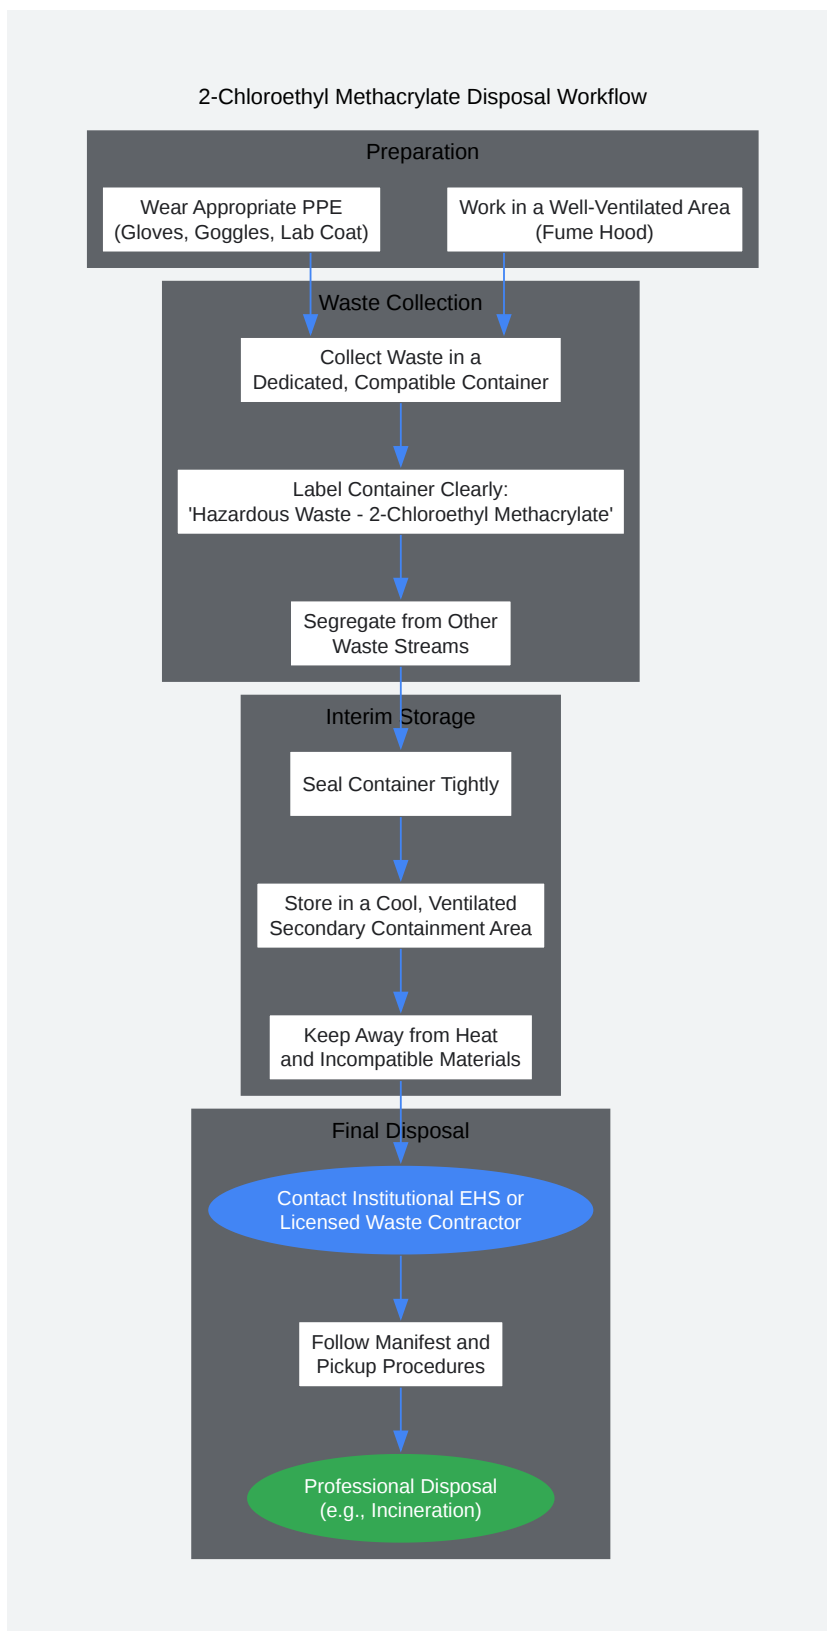 2-Chloroethyl Methacrylate Disposal Workflow
Preparation
Wear Appropriate PPE
(Gloves, Goggles, Lab Coat)
Work in a Well-Ventilated Area
(Fume Hood)
Waste Collection
Collect Waste in a
Dedicated, Compatible Container
Label Container Clearly:
'Hazardous Waste - 2-Chloroethyl Methacrylate'
Segregate from Other
Waste Streams
Interim Storage
Seal Container Tightly
Store in a Cool, Ventilated
Secondary Containment Area
Keep Away from Heat
and Incompatible Materials
Final Disposal
Contact Institutional EHS or
Licensed Waste Contractor
Follow Manifest and
Pickup Procedures
Professional Disposal
(e.g., Incineration)